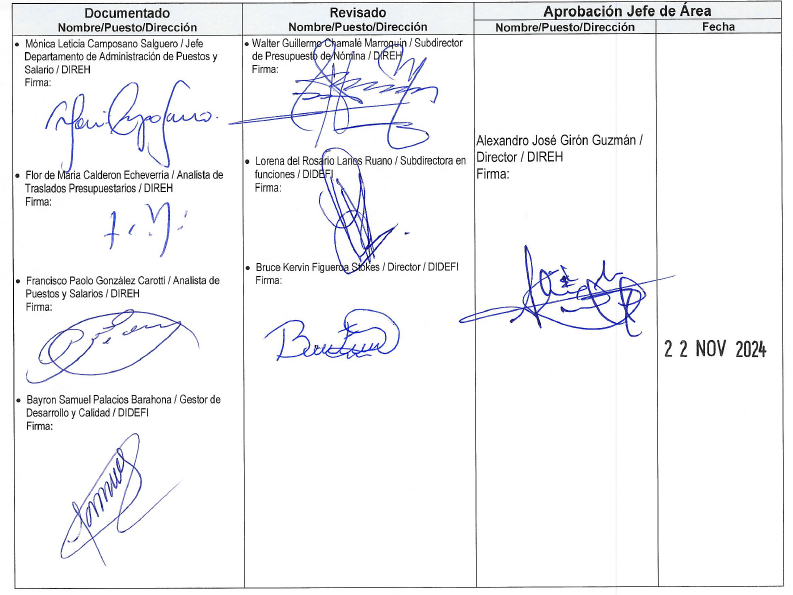 Documentado
Nombre/Puesto/Dirección
Revisado
Nombre/Puesto/Dirección
Aprobación Jefe de Área
Nombre/Puesto/Dirección
Fecha
• Mónica Leticia Camposano Salguero / Jefe
Departamento de Administración de Puestos y
Salario / DIREH
Firma:
• Flor de Maria Calderon Echeverria / Analista de
Traslados Presupuestarios / DIREH
Firma:
• Francisco Paolo González Carotti / Analista de
Puestos y Salarios / DIREH
Firma:
• Bayron Samuel Palacios Barahona / Gestor de
Desarrollo y Calidad / DIDEFI
Firma:
• Walter Guillermo Chamalé Marroquin / Subdirector
de Presupuesto de Nómina / DIREH
Firma:
• Lorena del Rosario Larios Ruano / Subdirectora en
funciones / DIDEFI
Firma:
• Bruce Kervin Figueroa Stokes / Director / DIDEFI
Firma:
Alexandro José Girón Guzmán /
Director / DIREH
Firma:
22 NOV 2024